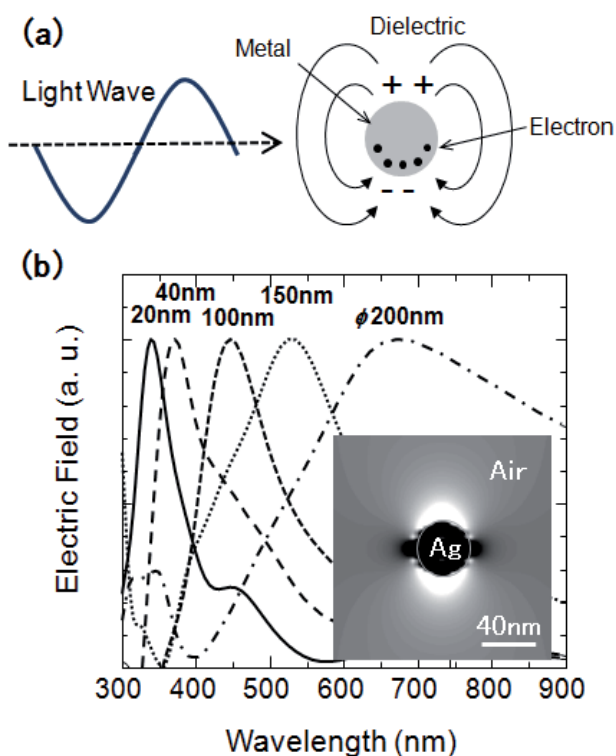 (a)
Dielectric
Metal
Light Wave
+ +
Electron
- -
(b)
40nm
150nm
20nm
100nm
ϕ200nm
Electric Field (a. u.)
Air
Ag
40nm
300 400 500 600 700 800 900
Wavelength (nm)